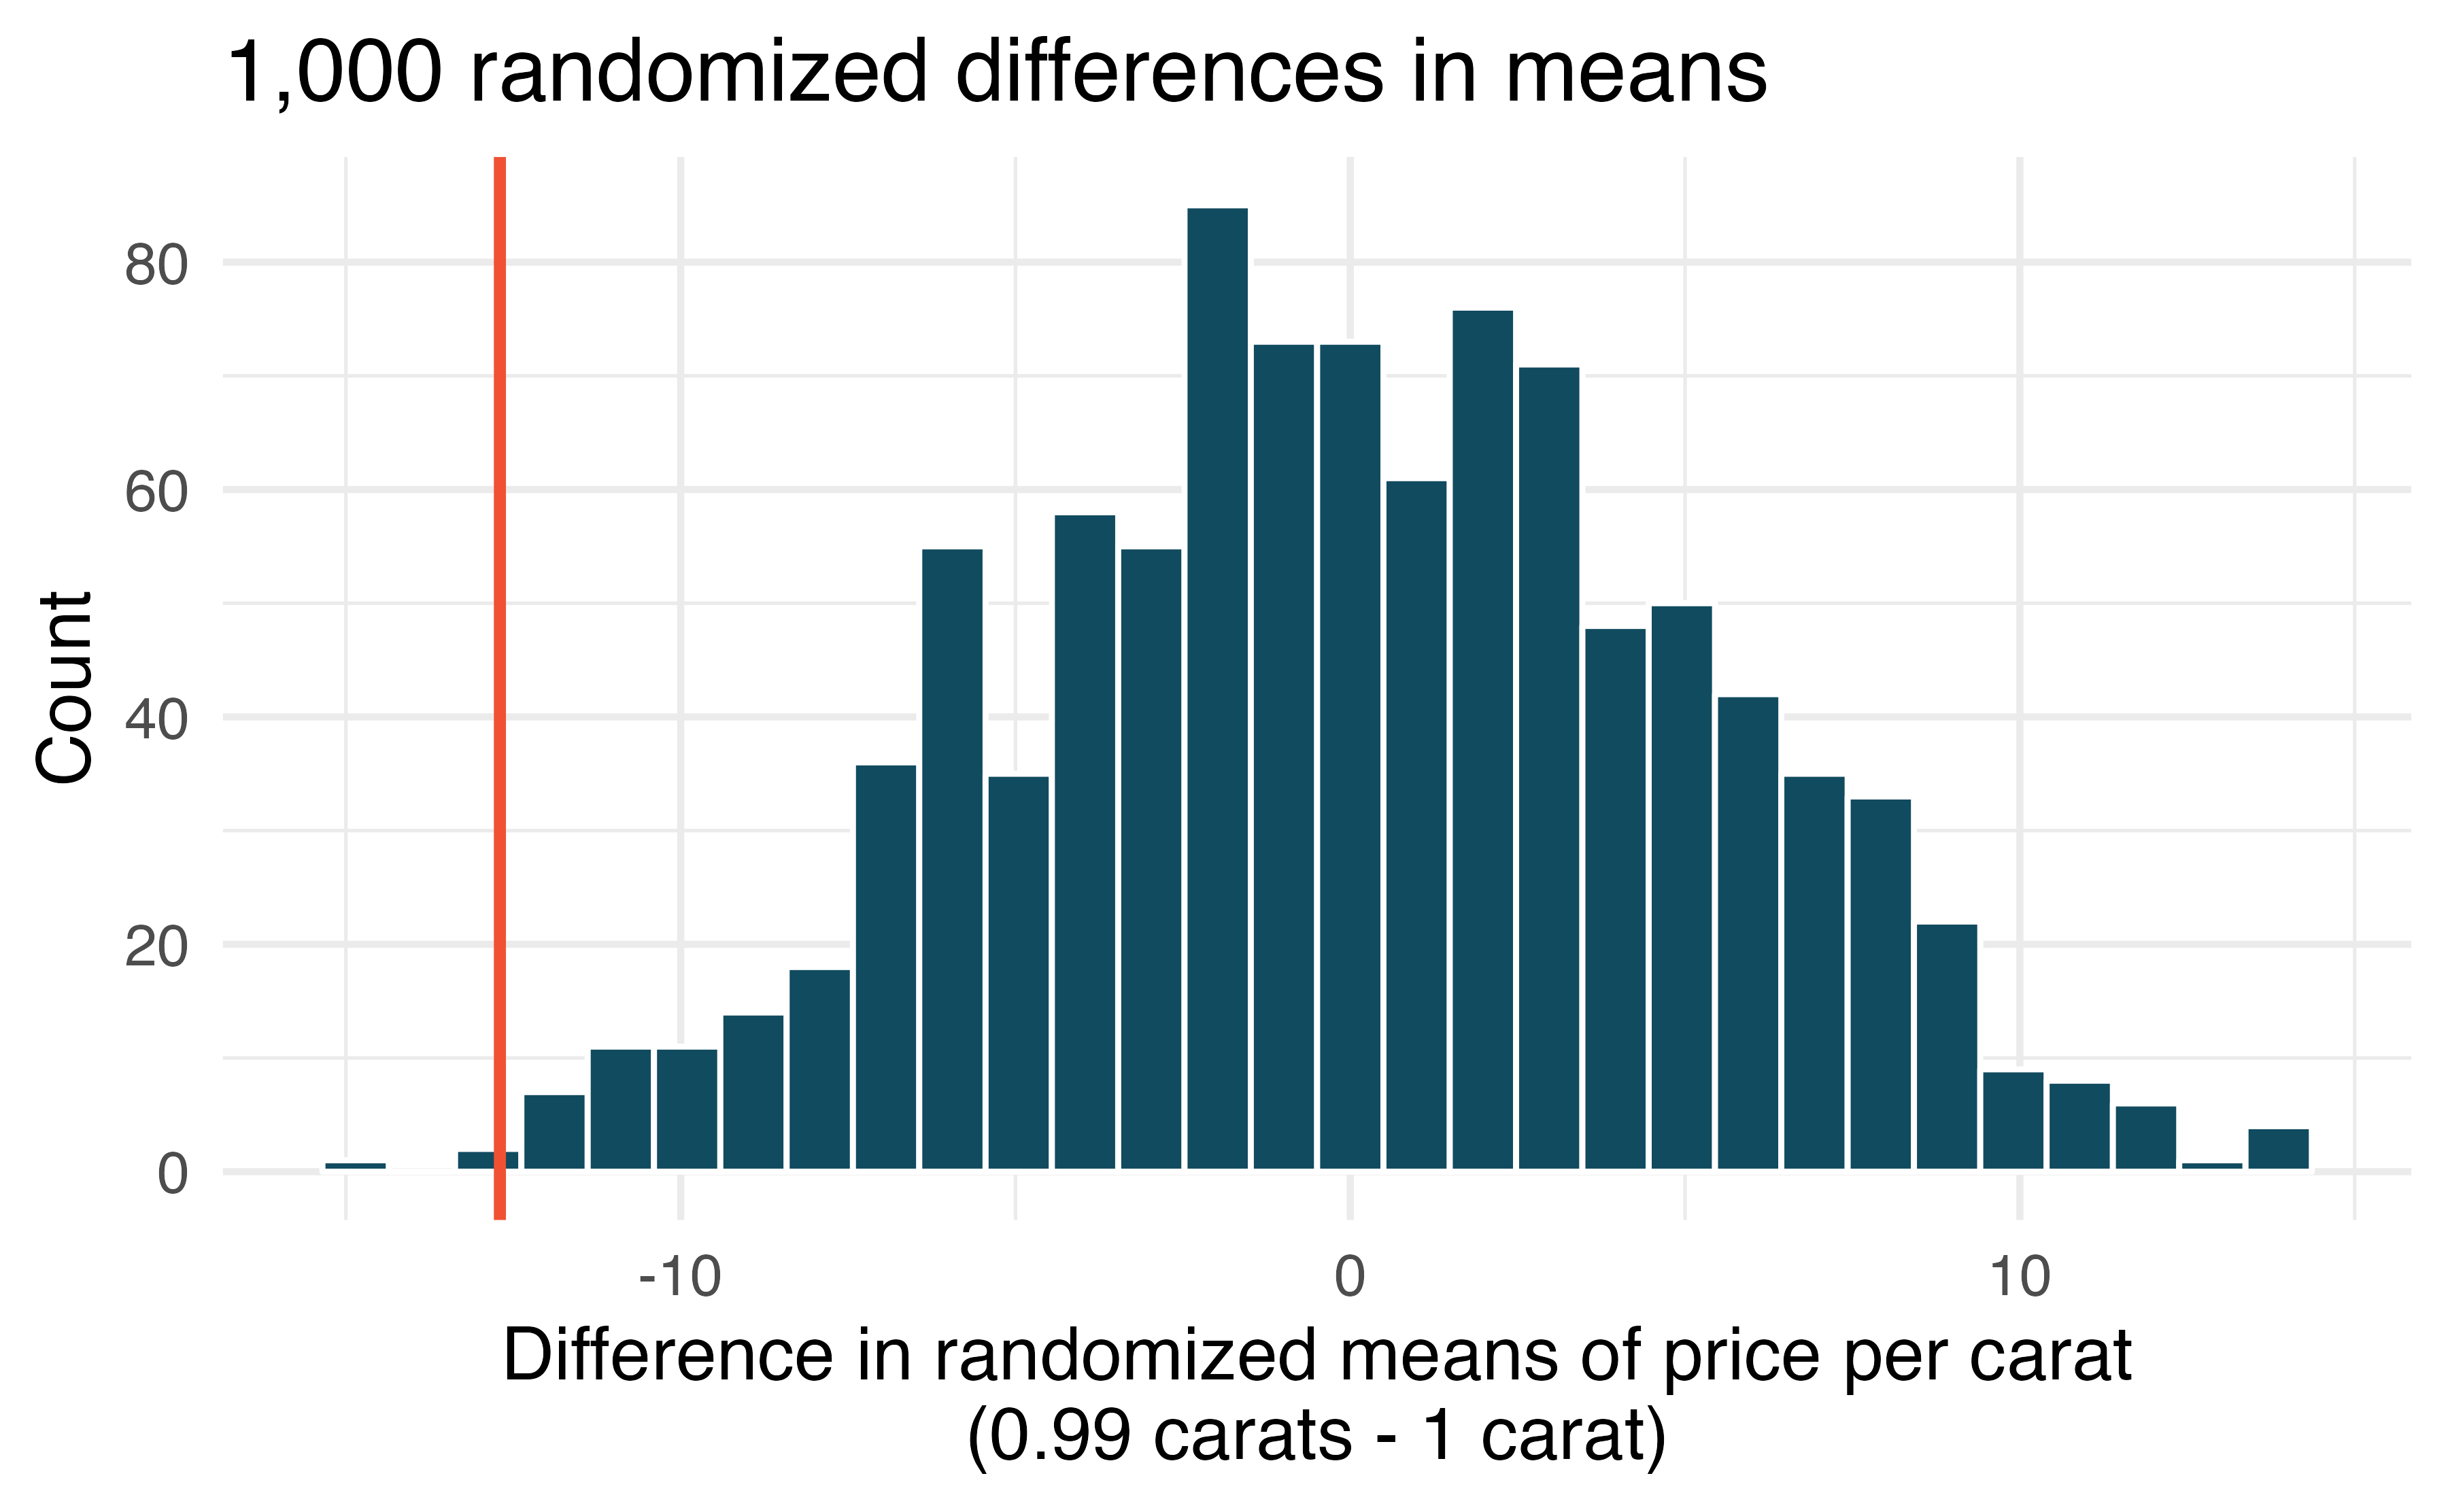 1,000 randomized differences in means
Count
80
60
40
20
0
-10 0 10
Difference in randomized means of price per carat
(0.99 carats - 1 carat)